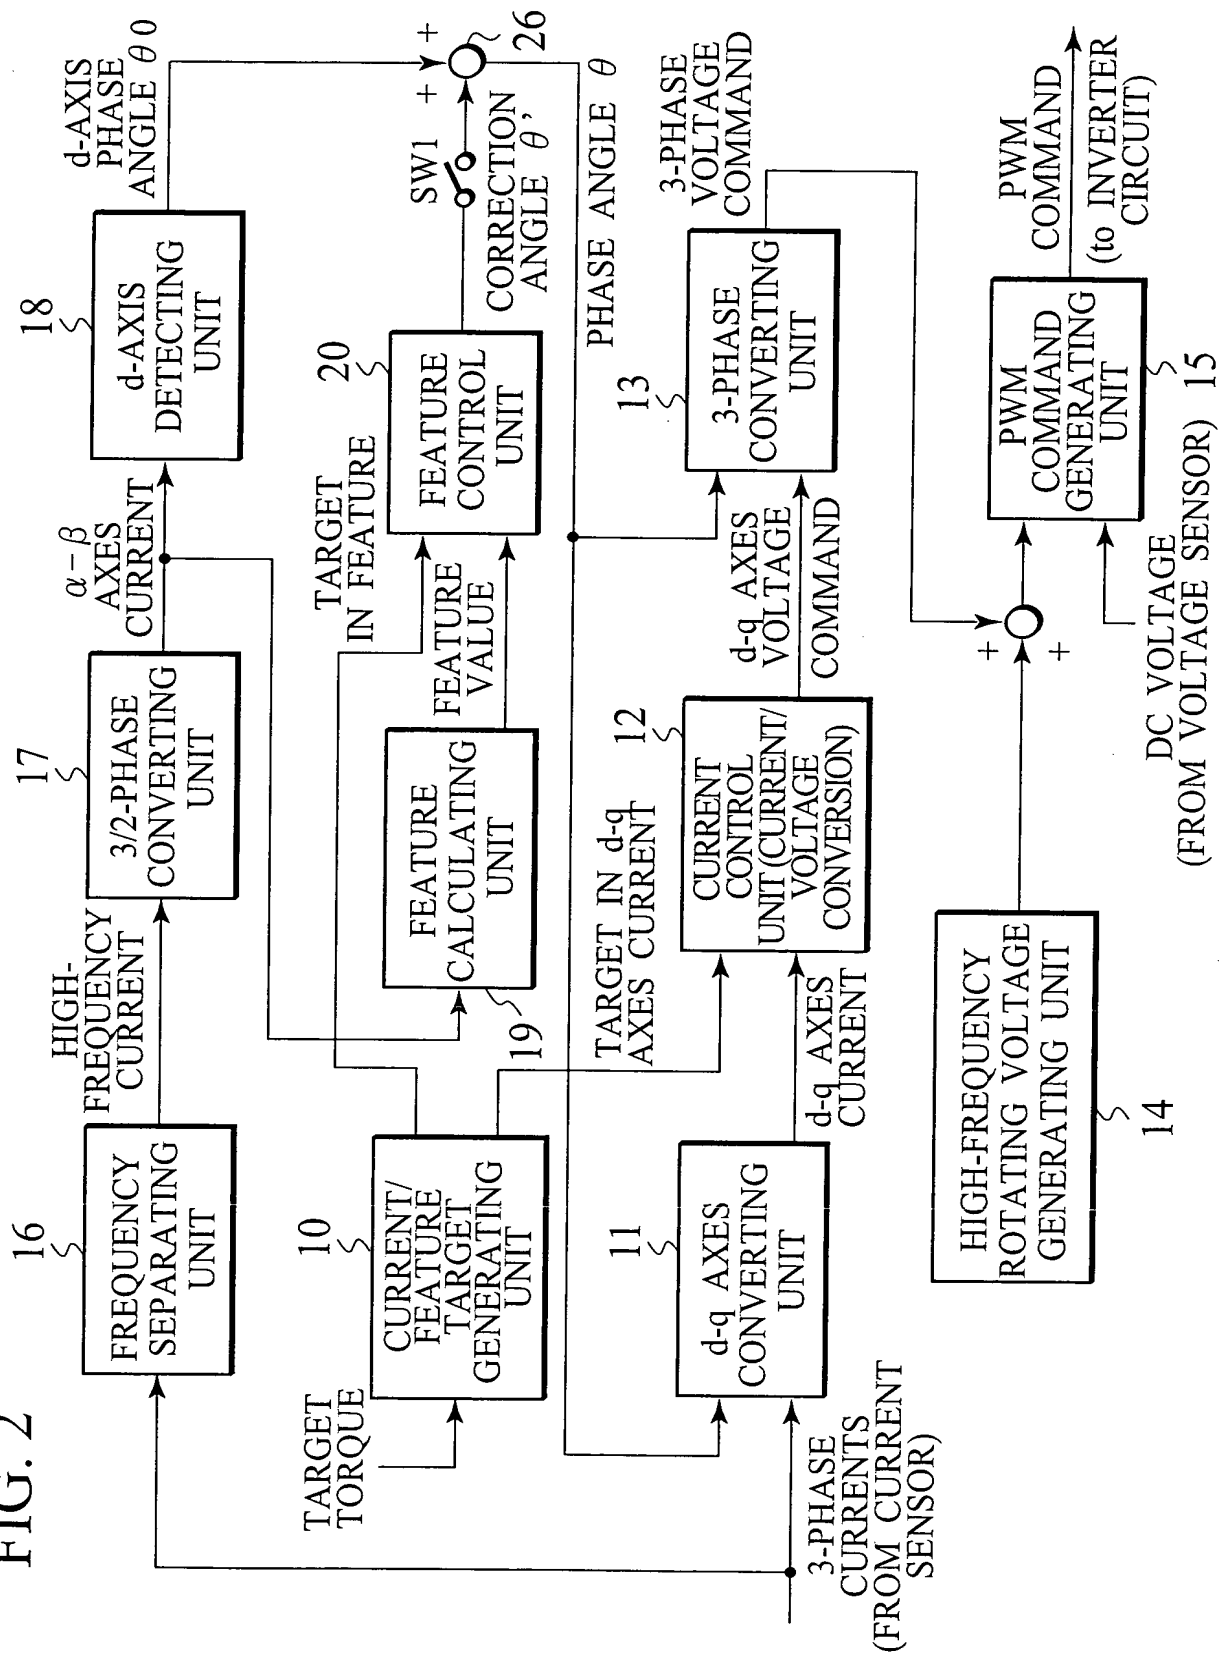 FIG. 2
16
FREQUENCY
SEPARATING
UNIT
HIGH-
FREQUENCY
CURRENT
17
3/2-PHASE
CONVERTING
UNIT
α-β
AXES
CURRENT
18
d-AXIS
DETECTING
UNIT
d-AXIS
PHASE
ANGLE θ0
+
+
26
TARGET
TORQUE
10
CURRENT/
FEATURE
TARGET
GENERATING
UNIT
19
FEATURE
CALCULATING
UNIT
FEATURE
VALUE
TARGET
IN FEATURE
20
FEATURE
CONTROL
UNIT
SW1
CORRECTION
ANGLE θ'
PHASE ANGLE θ
3-PHASE
CURRENTS
(FROM CURRENT
SENSOR)
11
d-q AXES
CONVERTING
UNIT
d-q AXES
CURRENT
TARGET IN d-q
AXES CURRENT
12
CURRENT
CONTROL
UNIT (CURRENT/
VOLTAGE
CONVERSION)
d-q AXES
VOLTAGE
COMMAND
13
3-PHASE
CONVERTING
UNIT
3-PHASE
VOLTAGE
COMMAND
HIGH-FREQUENCY
ROTATING VOLTAGE
GENERATING UNIT
14
+
+
DC VOLTAGE
(FROM VOLTAGE SENSOR)
PWM
COMMAND
GENERATING
UNIT
15
PWM
COMMAND
(to INVERTER
CIRCUIT)